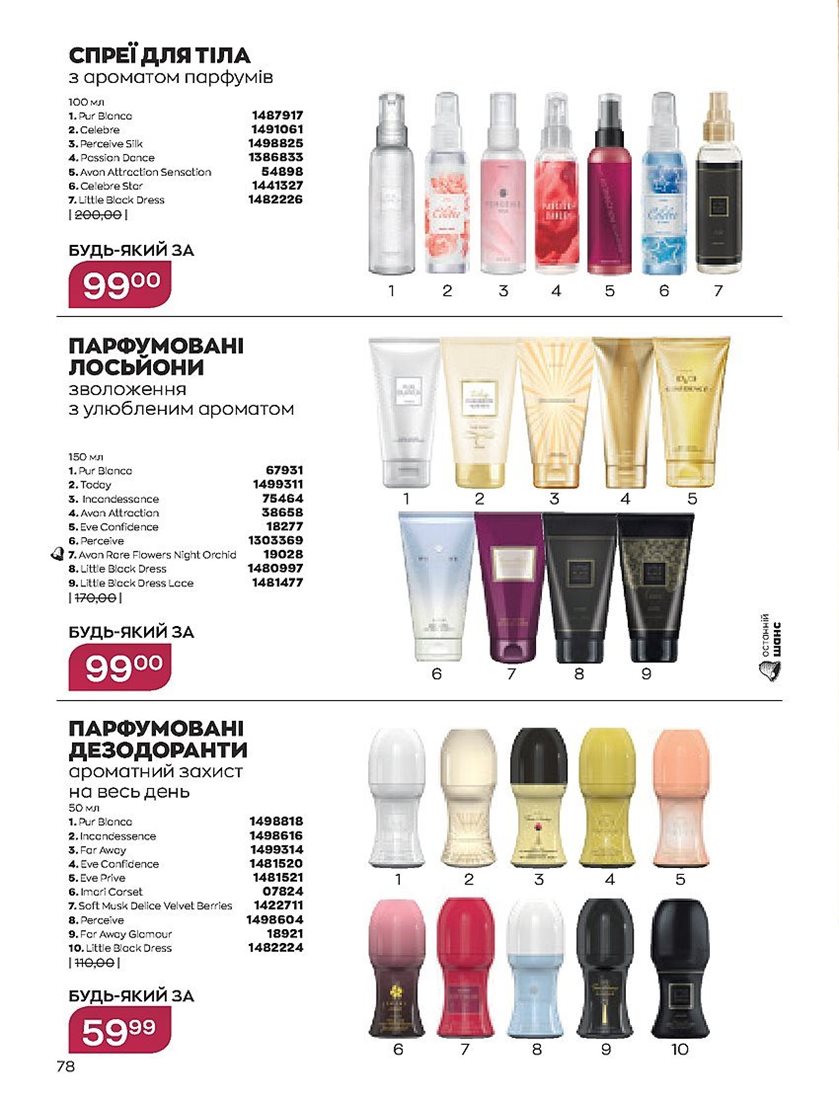 СПРЕЇ ДЛЯ ТІЛА
з ароматом парфумів
100 мл
1. Pur Blanca 1487917
2. Celebre 1491061
3. Perceive Silk 1498825
4. Passion Dance 1386833
5. Avon Attraction Sensation 54898
6. Celebre Star 1441327
7. Little Black Dress 1482226
| 200,00 |
БУДЬ-ЯКИЙ ЗА
99⁰⁰
1 2 3 4 5 6 7
ПАРФУМОВАНІ
ЛОСЬЙОНИ
зволоження
з улюбленим ароматом
150 мл
1. Pur Blanca 67931
2. Today 1499311
3. Incandessance 75464
4. Avon Attraction 38658
5. Eve Confidence 18277
6. Perceive 1303369
7. Avon Rare Flowers Night Orchid 19028
8. Little Black Dress 1480997
9. Little Black Dress Lace 1481477
| 170,00 |
БУДЬ-ЯКИЙ ЗА
99⁰⁰
1 2 3 4 5
6 7 8 9
останній
шанс
ПАРФУМОВАНІ
ДЕЗОДОРАНТИ
ароматний захист
на весь день
50 мл
1. Pur Blanca 1498818
2. Incandessence 1498616
3. Far Away 1499314
4. Eve Confidence 1481520
5. Eve Prive 1481521
6. Imari Corset 07824
7. Soft Musk Delice Velvet Berries 1422711
8. Perceive 1498604
9. Far Away Glamour 18921
10. Little Black Dress 1482224
| 110,00 |
БУДЬ-ЯКИЙ ЗА
59⁹⁹
1 2 3 4 5
6 7 8 9 10
78